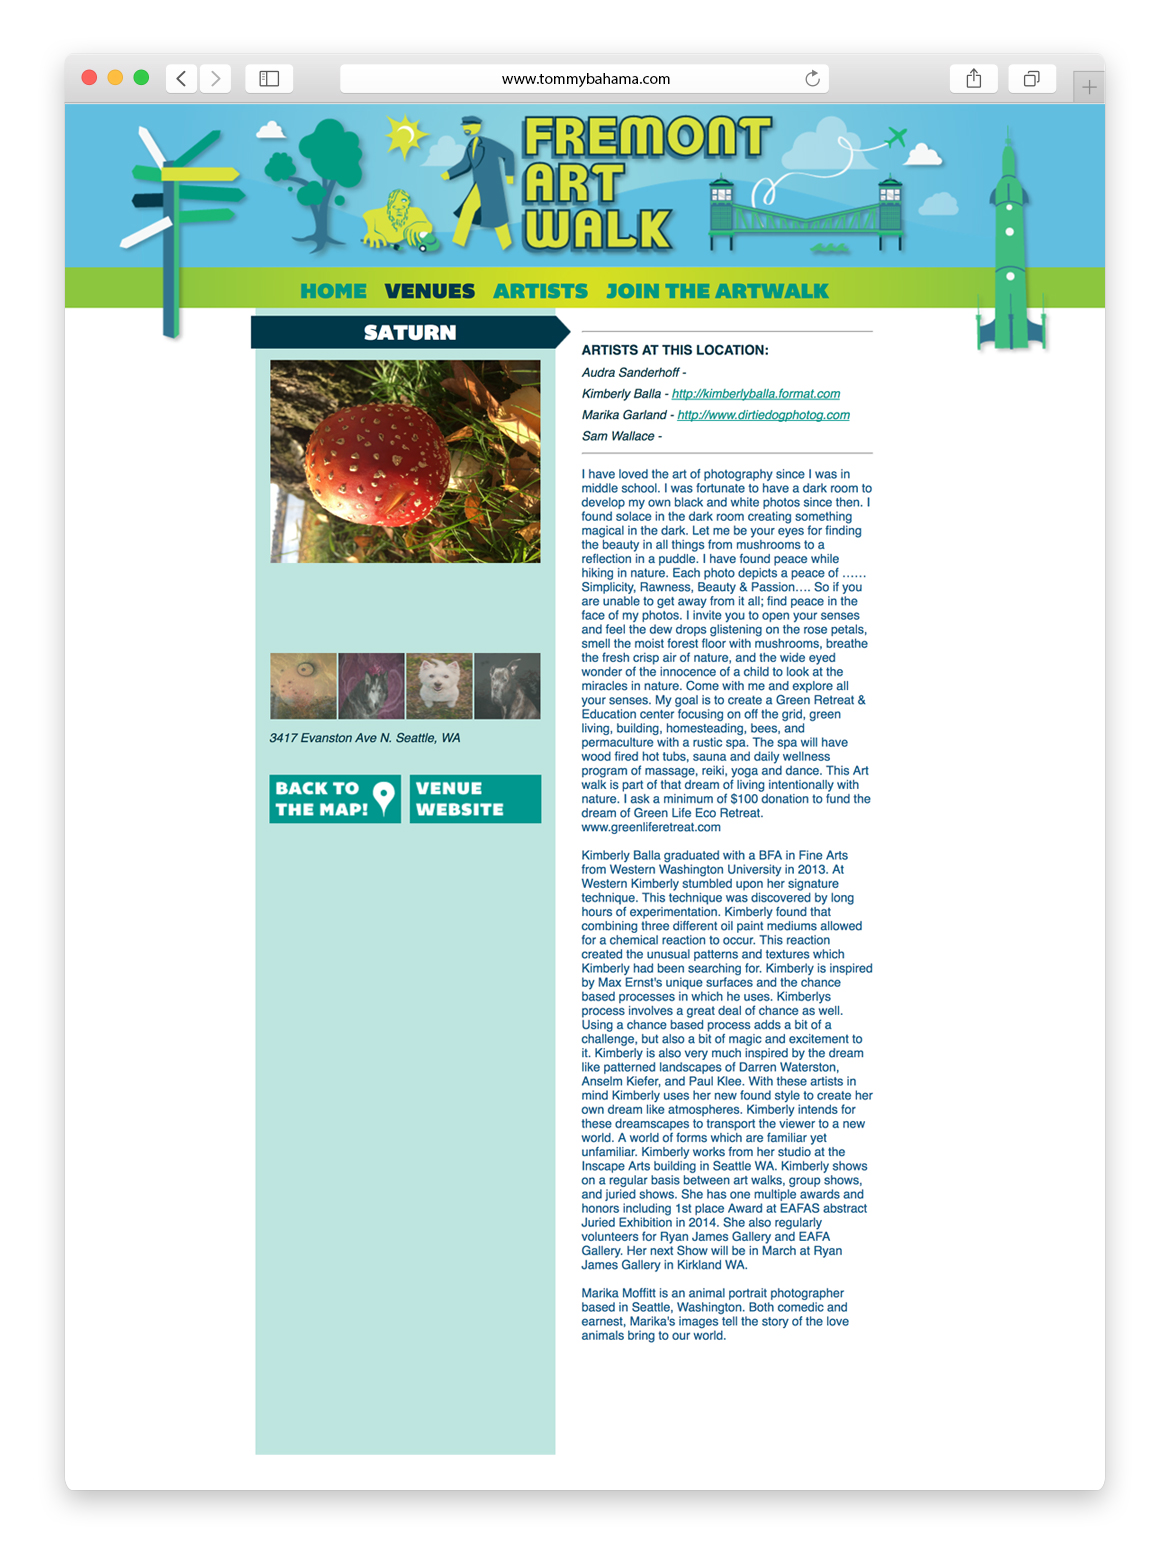 www.tommybahama.com
FREMONT
ART
WALK
HOME VENUES ARTISTS JOIN THE ARTWALK
SATURN
3417 Evanston Ave N. Seattle, WA
BACK TO
THE MAP!
VENUE
WEBSITE
ARTISTS AT THIS LOCATION:
Audra Sanderhoff -
Kimberly Balla - http://kimberlyballa.format.com
Marika Garland - http://www.dirtiedogphotog.com
Sam Wallace -
I have loved the art of photography since I was in
middle school. I was fortunate to have a dark room to
develop my own black and white photos since then. I
found solace in the dark room creating something
magical in the dark. Let me be your eyes for finding
the beauty in all things from mushrooms to a
reflection in a puddle. I have found peace while
hiking in nature. Each photo depicts a peace of ……
Simplicity, Rawness, Beauty & Passion…. So if you
are unable to get away from it all; find peace in the
face of my photos. I invite you to open your senses
and feel the dew drops glistening on the rose petals,
smell the moist forest floor with mushrooms, breathe
the fresh crisp air of nature, and the wide eyed
wonder of the innocence of a child to look at the
miracles in nature. Come with me and explore all
your senses. My goal is to create a Green Retreat &
Education center focusing on off the grid, green
living, building, homesteading, bees, and
permaculture with a rustic spa. The spa will have
wood fired hot tubs, sauna and daily wellness
program of massage, reiki, yoga and dance. This Art
walk is part of that dream of living intentionally with
nature. I ask a minimum of $100 donation to fund the
dream of Green Life Eco Retreat.
www.greenliferetreat.com
Kimberly Balla graduated with a BFA in Fine Arts
from Western Washington University in 2013. At
Western Kimberly stumbled upon her signature
technique. This technique was discovered by long
hours of experimentation. Kimberly found that
combining three different oil paint mediums allowed
for a chemical reaction to occur. This reaction
created the unusual patterns and textures which
Kimberly had been searching for. Kimberly is inspired
by Max Ernst's unique surfaces and the chance
based processes in which he uses. Kimberlys
process involves a great deal of chance as well.
Using a chance based process adds a bit of a
challenge, but also a bit of magic and excitement to
it. Kimberly is also very much inspired by the dream
like patterned landscapes of Darren Waterston,
Anselm Kiefer, and Paul Klee. With these artists in
mind Kimberly uses her new found style to create her
own dream like atmospheres. Kimberly intends for
these dreamscapes to transport the viewer to a new
world. A world of forms which are familiar yet
unfamiliar. Kimberly works from her studio at the
Inscape Arts building in Seattle WA. Kimberly shows
on a regular basis between art walks, group shows,
and juried shows. She has one multiple awards and
honors including 1st place Award at EAFAS abstract
Juried Exhibition in 2014. She also regularly
volunteers for Ryan James Gallery and EAFA
Gallery. Her next Show will be in March at Ryan
James Gallery in Kirkland WA.
Marika Moffitt is an animal portrait photographer
based in Seattle, Washington. Both comedic and
earnest, Marika's images tell the story of the love
animals bring to our world.